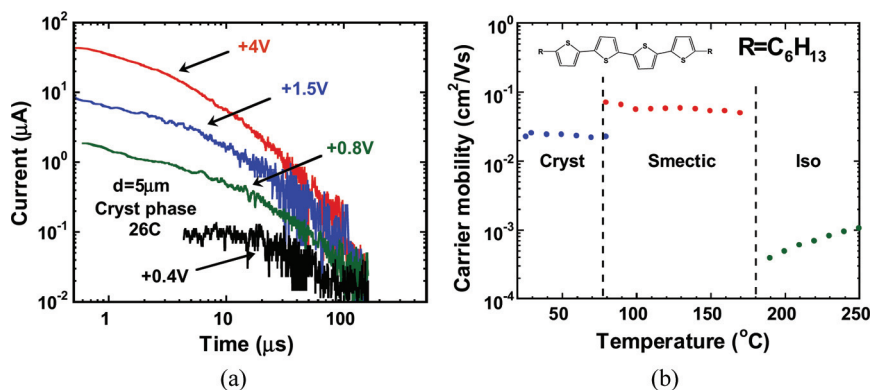 Current (μA)
10²
10¹
10⁰
10⁻¹
10⁻²
+4V
+1.5V
+0.8V
d=5μm
Cryst phase
26C
+0.4V
1 10 100
Time (μs)
(a)
Carrier mobility (cm²/Vs)
10⁰
10⁻¹
10⁻²
10⁻³
10⁻⁴
R S S S S R R=C₆H₁₃
Cryst Smectic Iso
50 100 150 200 250
Temperature (°C)
(b)